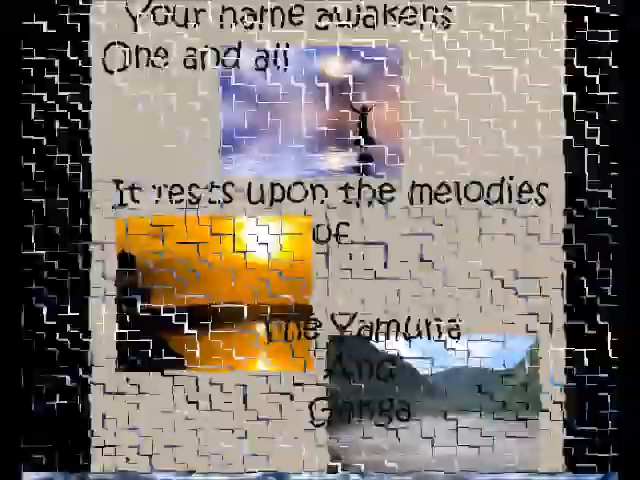 Your name awakens
One and all
It rests upon the melodies
of
The Yamuna
And
Ganga